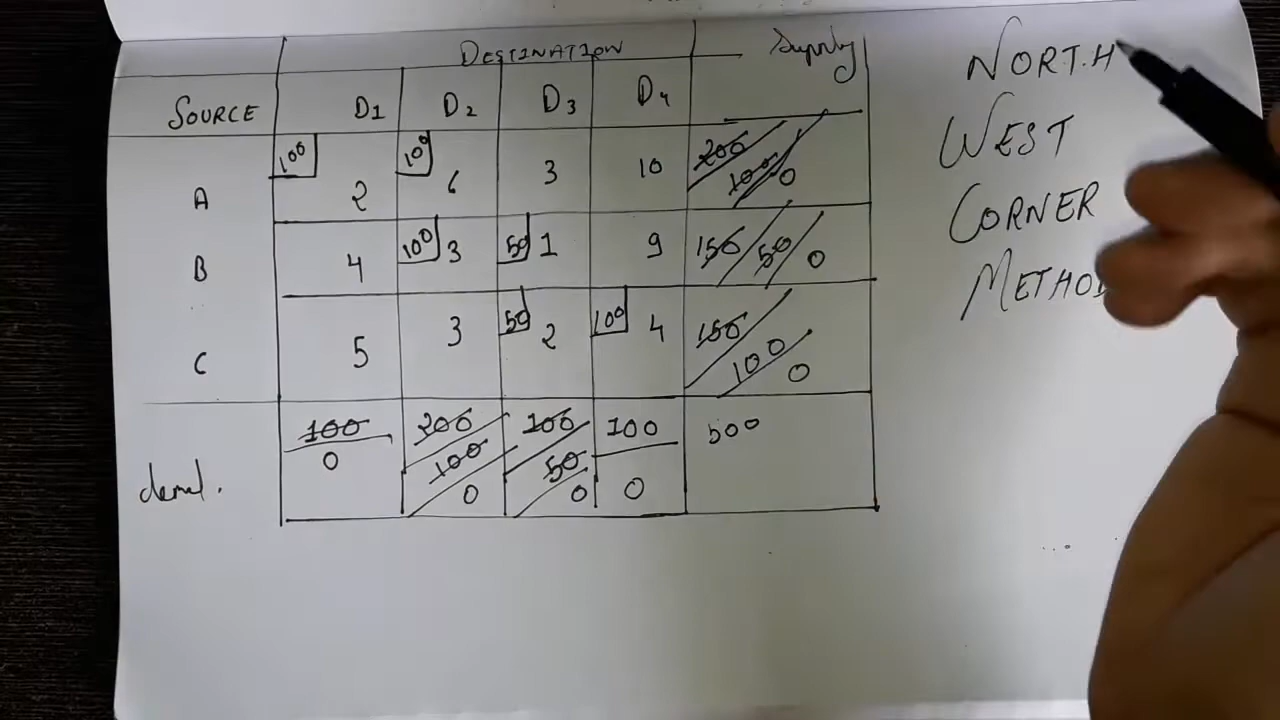 DESTINATION Supply
SOURCE D1 D2 D3 D4
A 100 2 100 6 3 10 200 100 0
B 4 100 3 50 1 9 150 50 0
C 5 3 50 2 100 4 150 100 0
100 200 100 100 500
0 100 50 0
0 0
NORTH
WEST
CORNER